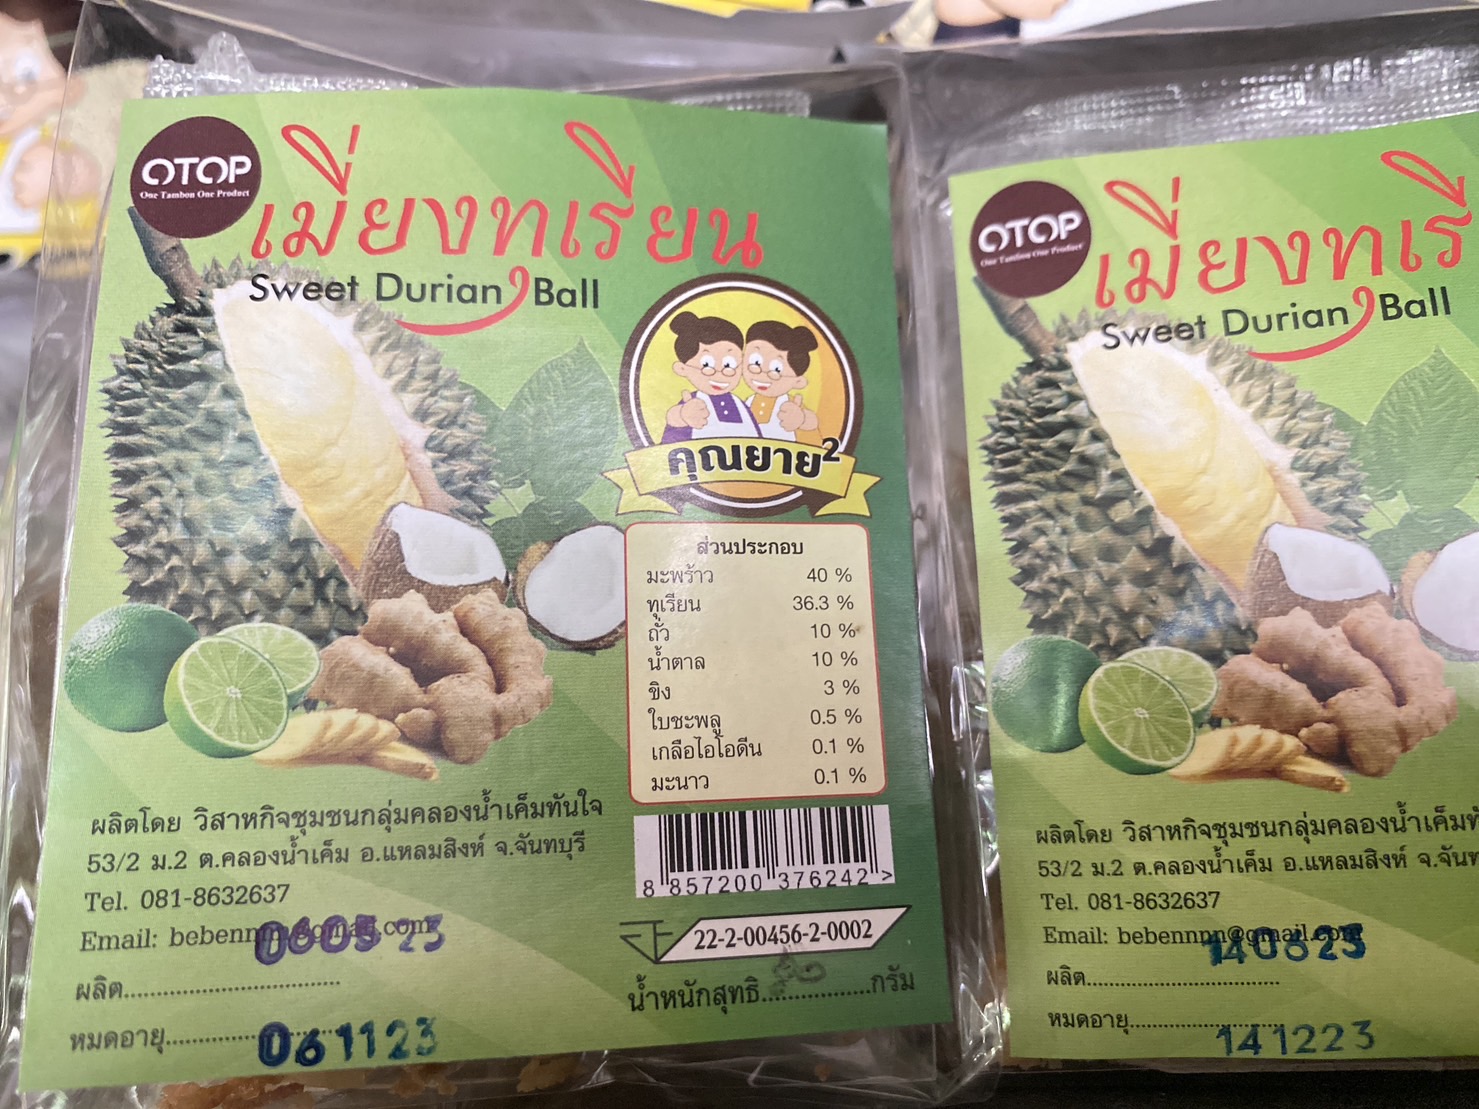 OTOP
One Tambon One Product
เมี่ยงทุเรียน
Sweet Durian Ball
คุณยาย²
ส่วนประกอบ
มะพร้าว 40 %
ทุเรียน 36.3 %
ถั่ว 10 %
น้ำตาล 10 %
ขิง 3 %
ใบชะพลู 0.5 %
เกลือไอโอดีน 0.1 %
มะนาว 0.1 %
ผลิตโดย วิสาหกิจชุมชนกลุ่มคลองน้ำเค็มทันใจ
53/2 ม.2 ต.คลองน้ำเค็ม อ.แหลมสิงห์ จ.จันทบุรี
Tel. 081-8632637
Email: bebennnn@gmail.com
060523
ผลิต..............................
หมดอายุ..............................
061123
8 857200 376242 >
22-2-00456-2-0002
น้ำหนักสุทธิ................กรัม
OTOP
One Tambon One Product
เมี่ยงทุเรี
Sweet Durian Ball
ผลิตโดย วิสาหกิจชุมชนกลุ่มคลองน้ำเค็มทั
53/2 ม.2 ต.คลองน้ำเค็ม อ.แหลมสิงห์ จ.จันท
Tel. 081-8632637
Email: bebennnn@gmail.com
140623
ผลิต..............................
หมดอายุ..............................
141223